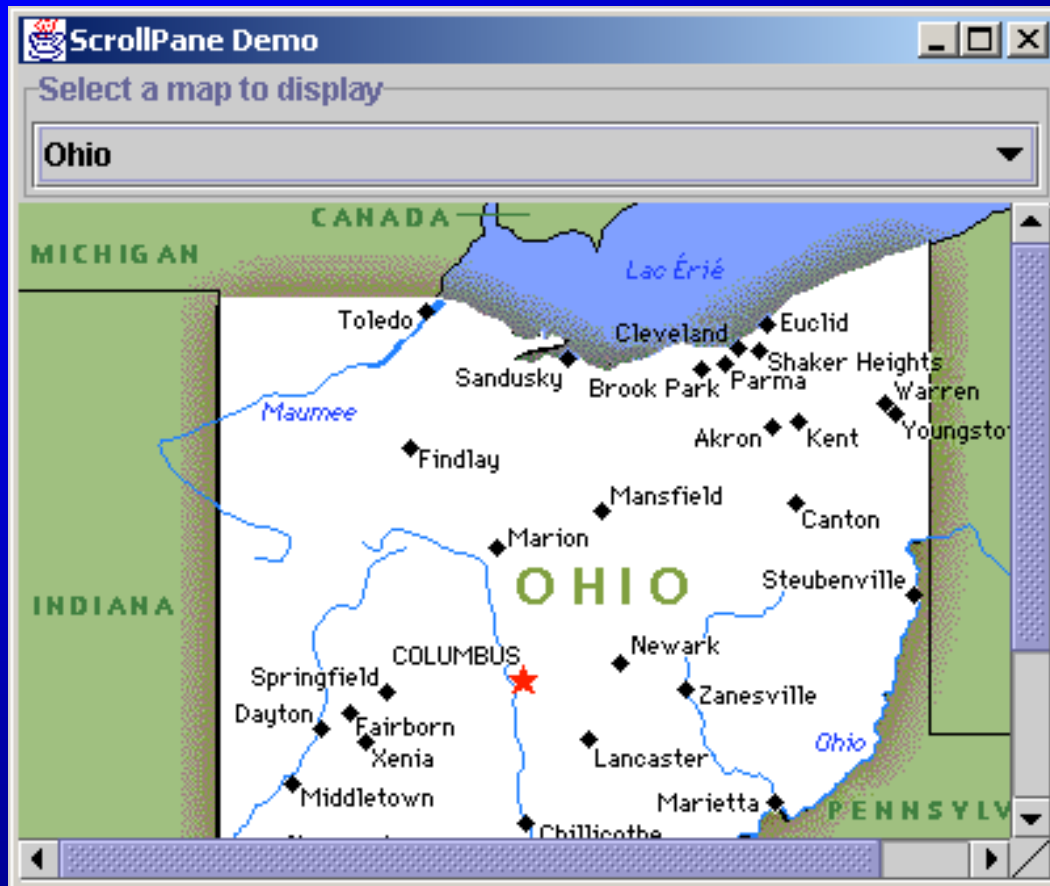 ScrollPane Demo
Select a map to display
Ohio
CANADA
MICHIGAN
Lac Érié
Toledo
Euclid
Cleveland
Shaker Heights
Sandusky
Brook Park
Parma
Warren
Maumee
Youngsto
Akron
Kent
Findlay
Mansfield
Canton
Marion
OHIO
Steubenville
INDIANA
Newark
COLUMBUS
Springfield
Zanesville
Dayton
Fairborn
Xenia
Lancaster
Ohio
Middletown
Marietta
PENNSYLV
Chillicothe